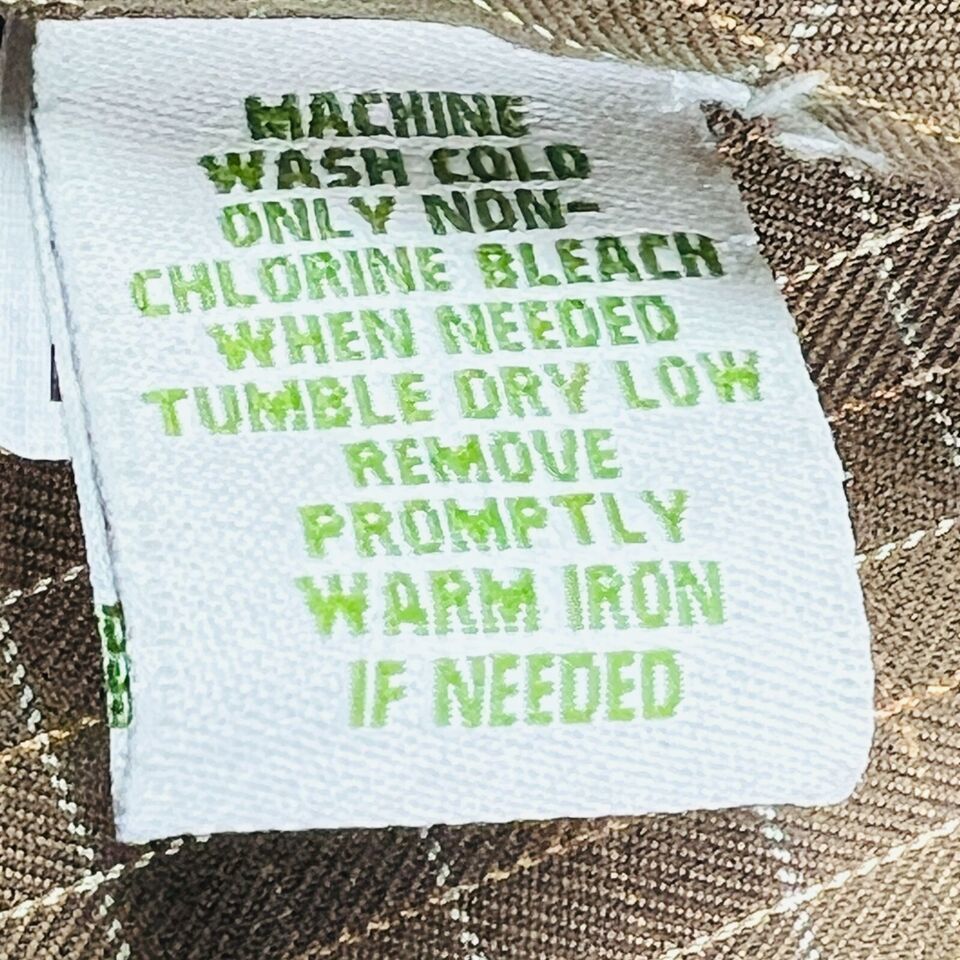 MACHINE
WASH COLD
ONLY NON-
CHLORINE BLEACH
WHEN NEEDED
TUMBLE DRY LOW
REMOVE
PROMPTLY
WARM IRON
IF NEEDED